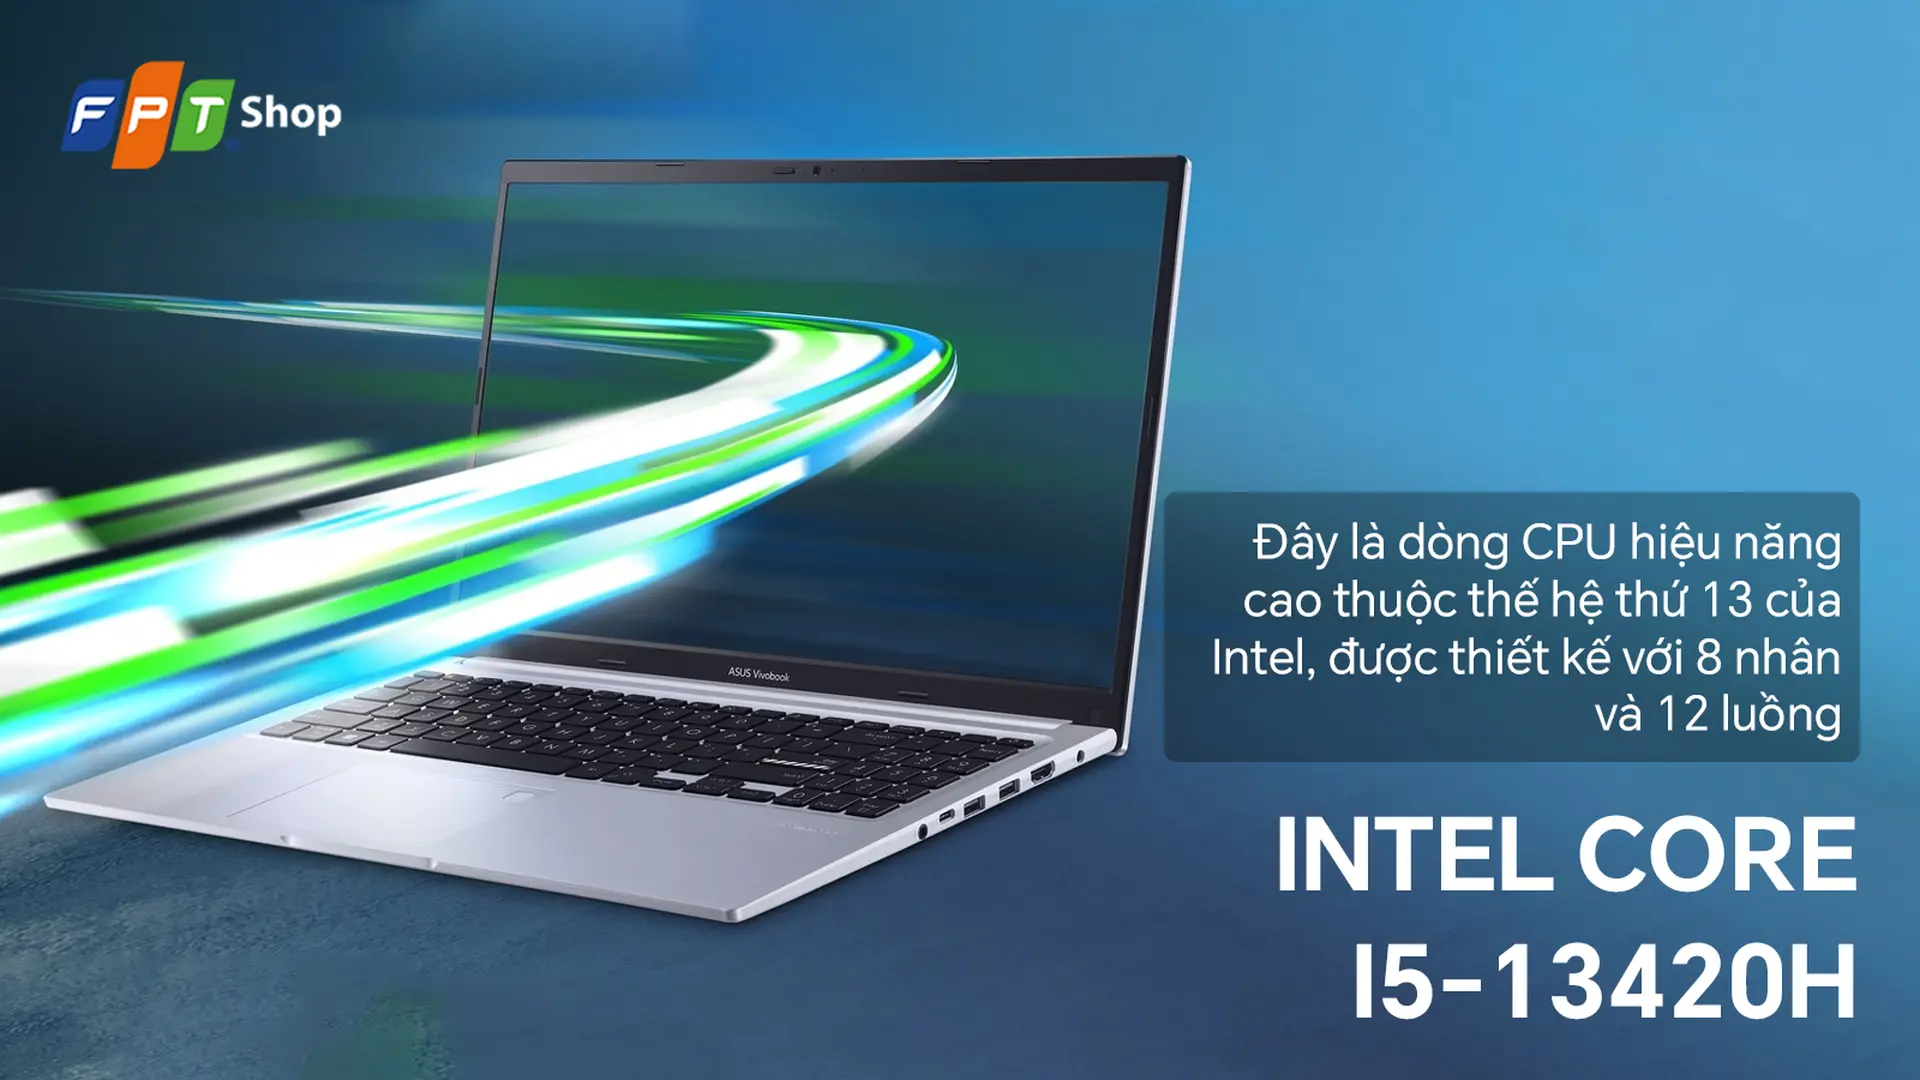 FPT Shop
ASUS Vivobook
Đây là dòng CPU hiệu năng
cao thuộc thế hệ thứ 13 của
Intel, được thiết kế với 8 nhân
và 12 luồng
INTEL CORE
I5-13420H